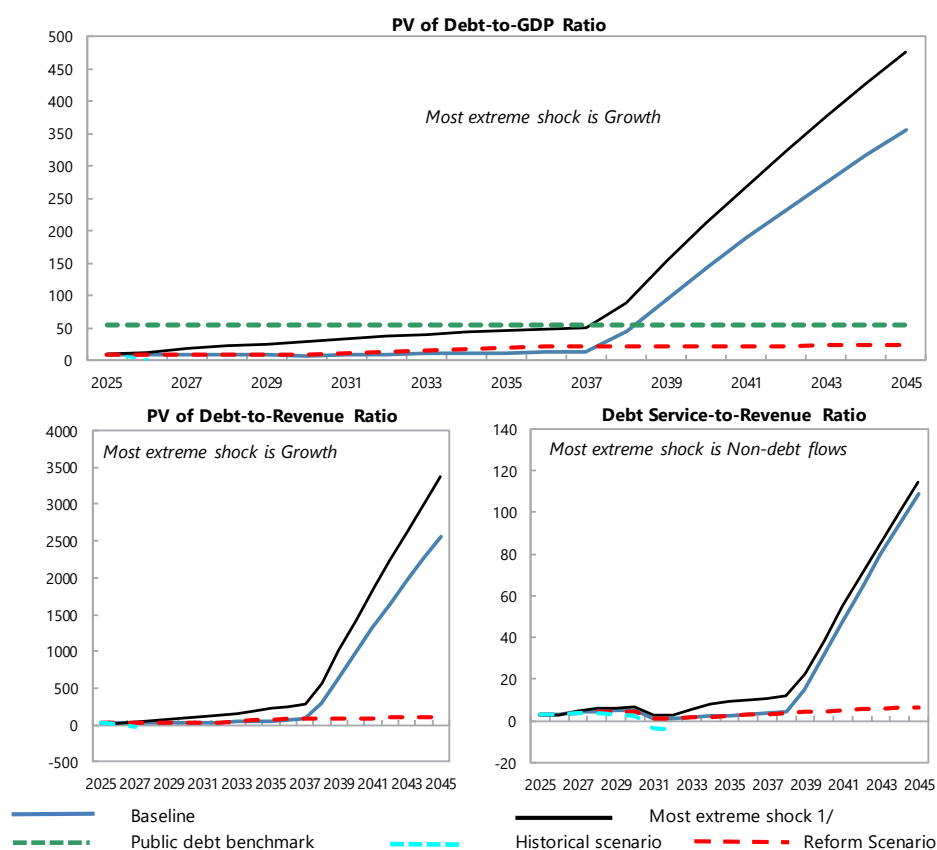 PV of Debt-to-GDP Ratio
500
450
400
350
300
250
200
150
100
50
0
Most extreme shock is Growth
2025 2027 2029 2031 2033 2035 2037 2039 2041 2043 2045
PV of Debt-to-Revenue Ratio
4000
3500
3000
2500
2000
1500
1000
500
0
-500
Most extreme shock is Growth
2025 2027 2029 2031 2033 2035 2037 2039 2041 2043 2045
Debt Service-to-Revenue Ratio
140
120
100
80
60
40
20
0
-20
Most extreme shock is Non-debt flows
2025 2027 2029 2031 2033 2035 2037 2039 2041 2043 2045
Baseline Most extreme shock 1/
Public debt benchmark Historical scenario Reform Scenario